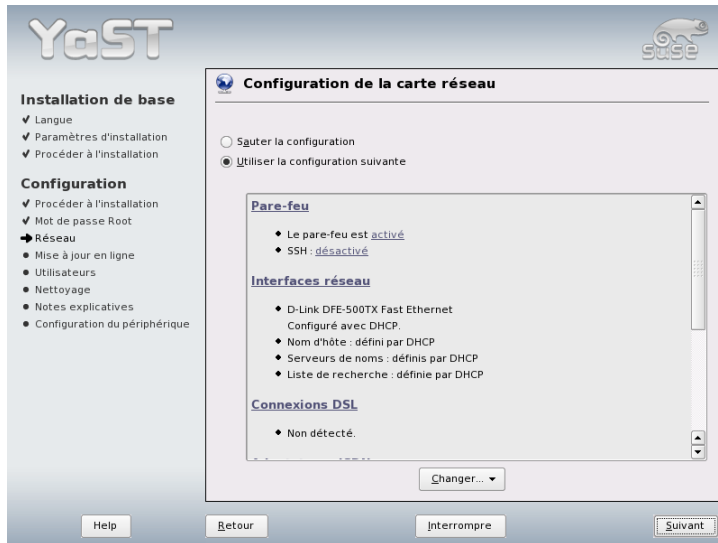 YaST
SUSE
Installation de base
Langue
Paramètres d'installation
Procéder à l'installation
Configuration
Procéder à l'installation
Mot de passe Root
Réseau
Mise à jour en ligne
Utilisateurs
Nettoyage
Notes explicatives
Configuration du périphérique
Configuration de la carte réseau
Sauter la configuration
Utiliser la configuration suivante
Pare-feu
Le pare-feu est activé
SSH : désactivé
Interfaces réseau
D-Link DFE-500TX Fast Ethernet
Configuré avec DHCP.
Nom d'hôte : défini par DHCP
Serveurs de noms : définis par DHCP
Liste de recherche : définie par DHCP
Connexions DSL
Non détecté.
Changer...
Help
Retour
Interrompre
Suivant